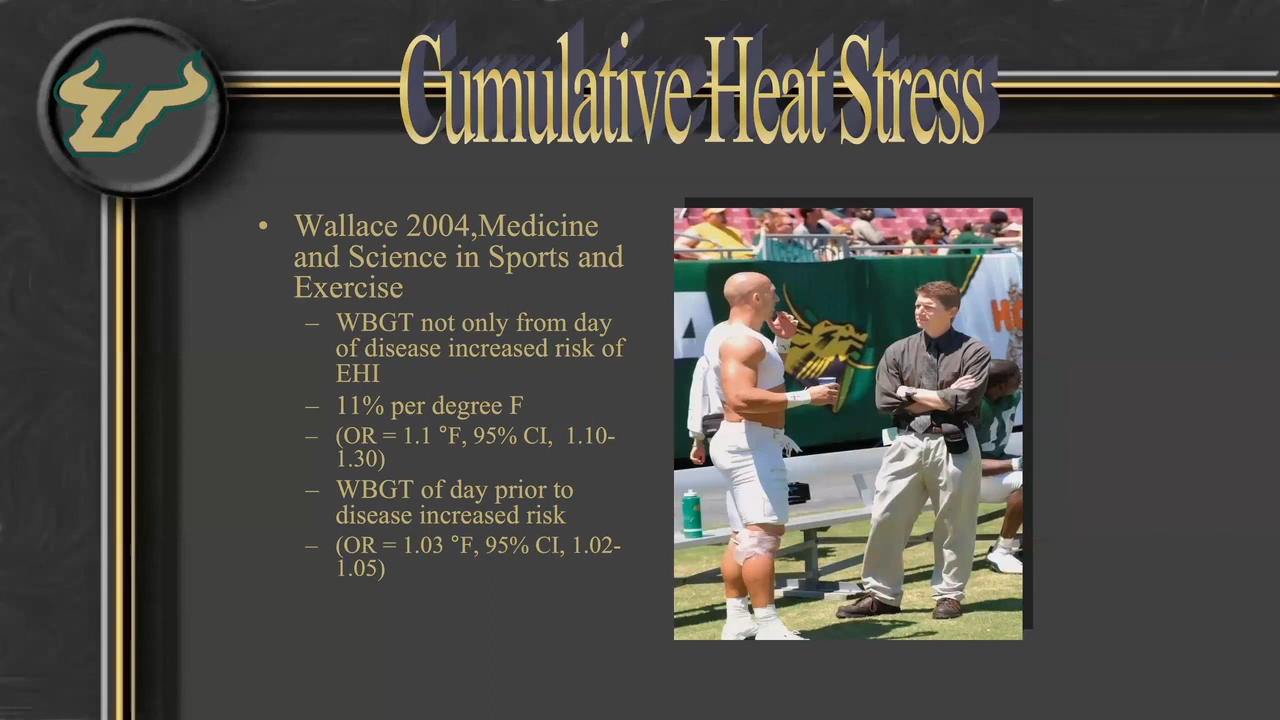 Cumulative Heat Stress
• Wallace 2004,Medicine
and Science in Sports and
Exercise
– WBGT not only from day
of disease increased risk of
EHI
– 11% per degree F
– (OR = 1.1 °F, 95% CI, 1.10-
1.30)
– WBGT of day prior to
disease increased risk
– (OR = 1.03 °F, 95% CI, 1.02-
1.05)